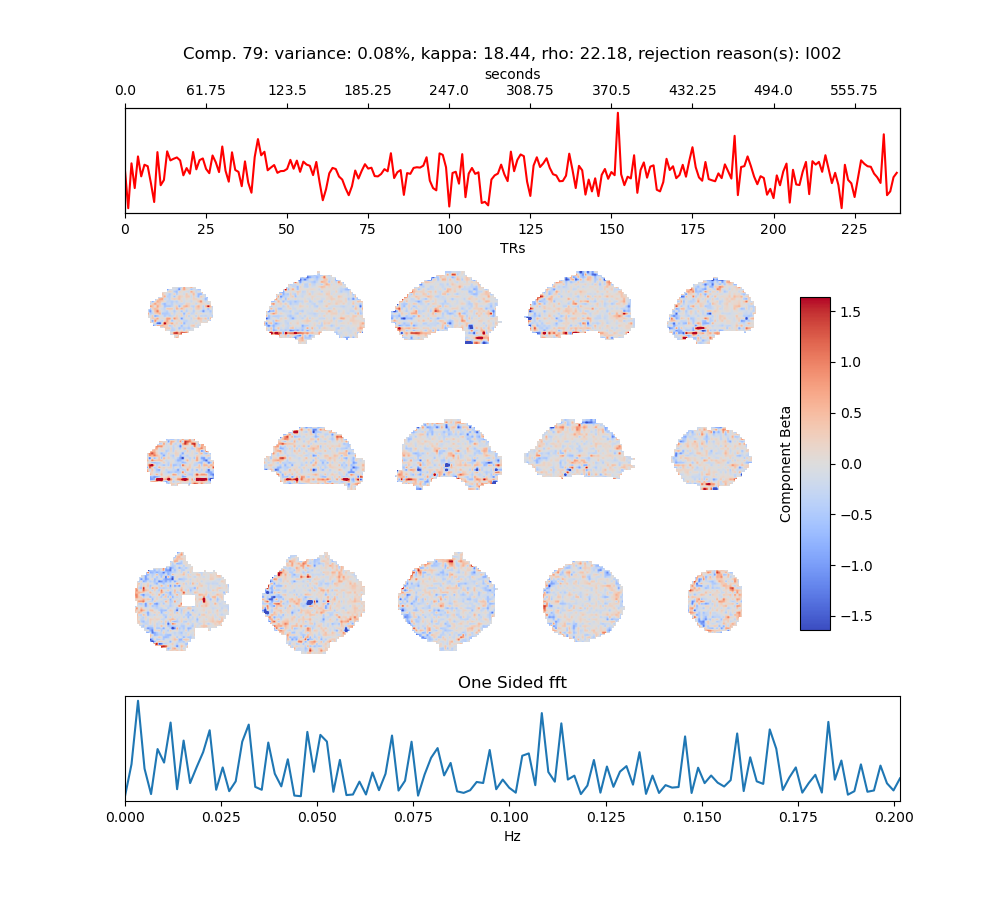 Comp. 79: variance: 0.08%, kappa: 18.44, rho: 22.18, rejection reason(s): I002
seconds
0.0 61.75 123.5 185.25 247.0 308.75 370.5 432.25 494.0 555.75
0 25 50 75 100 125 150 175 200 225
TRs
1.5
1.0
0.5
0.0
−0.5
−1.0
−1.5
Component Beta
One Sided fft
0.000 0.025 0.050 0.075 0.100 0.125 0.150 0.175 0.200
Hz